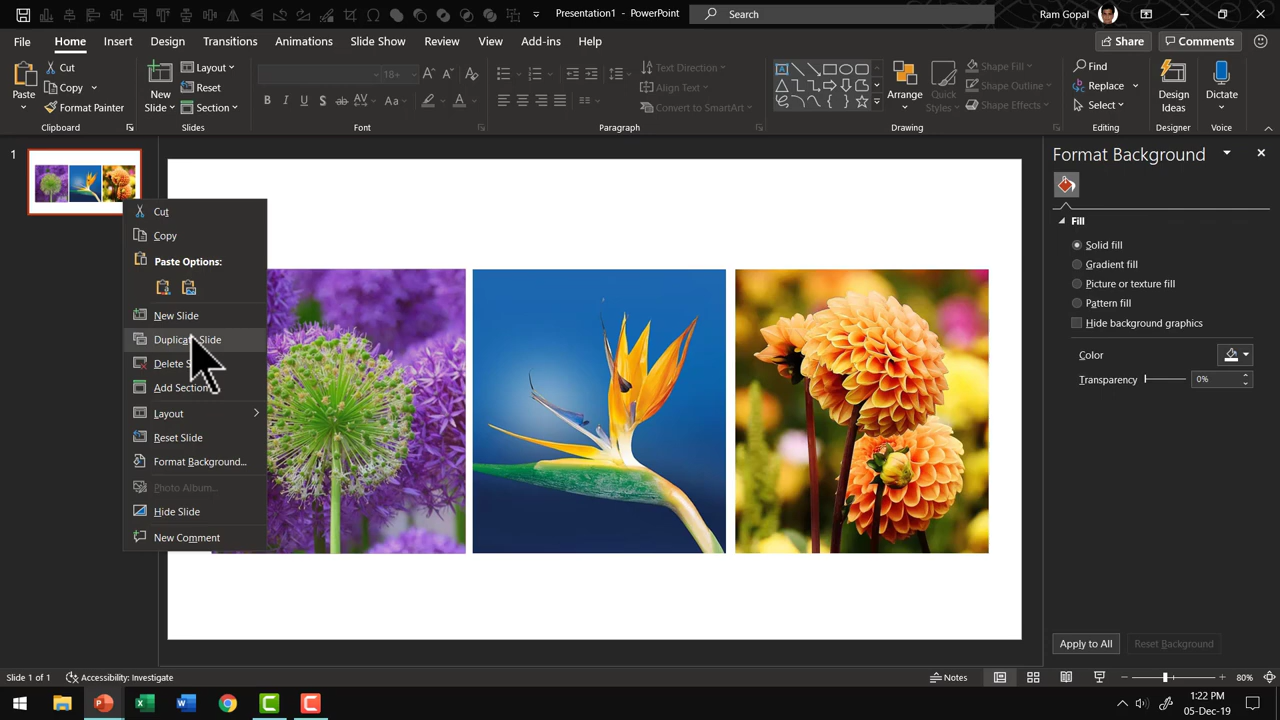 Presentation1 - PowerPoint
Search
Ram Gopal
File Home Insert Design Transitions Animations Slide Show Review View Add-ins Help
Share
Comments
Paste
Cut
Copy
Format Painter
Clipboard
New Slide
Layout
Reset
Section
Slides
18+
B I U S ab AV Aa A
Font
Text Direction
Align Text
Convert to SmartArt
Paragraph
Arrange
Quick Styles
Shape Fill
Shape Outline
Shape Effects
Drawing
Find
Replace
Select
Editing
Design Ideas
Designer
Dictate
Voice
1
Cut
Copy
Paste Options:
New Slide
Duplicate Slide
Delete
Add Section
Layout
Reset Slide
Format Background...
Photo Album...
Hide Slide
New Comment
Format Background
Fill
Solid fill
Gradient fill
Picture or texture fill
Pattern fill
Hide background graphics
Color
Transparency
0%
Apply to All
Reset Background
Slide 1 of 1
Accessibility: Investigate
Notes
80%
1:22 PM
05-Dec-19